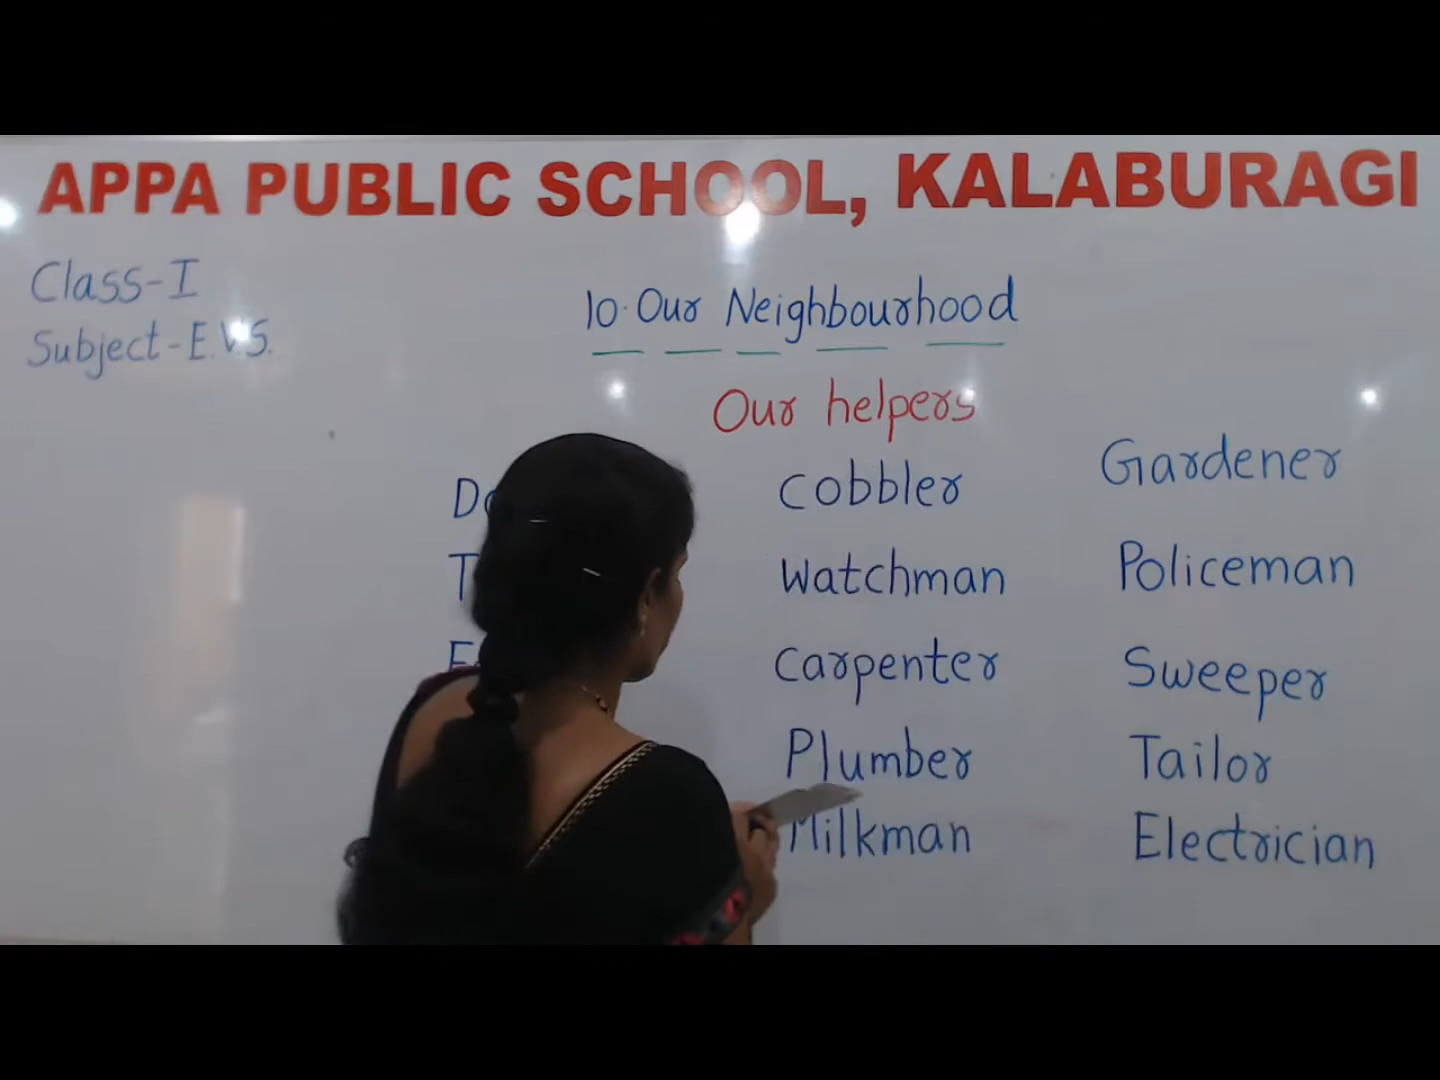 APPA PUBLIC SCHOOL, KALABURAGI
Class-I
Subject-E.V.S.
10. Our Neighbourhood
Our helpers
Cobbler
Watchman
Carpenter
Plumber
Milkman
Gardener
Policeman
Sweeper
Tailor
Electrician